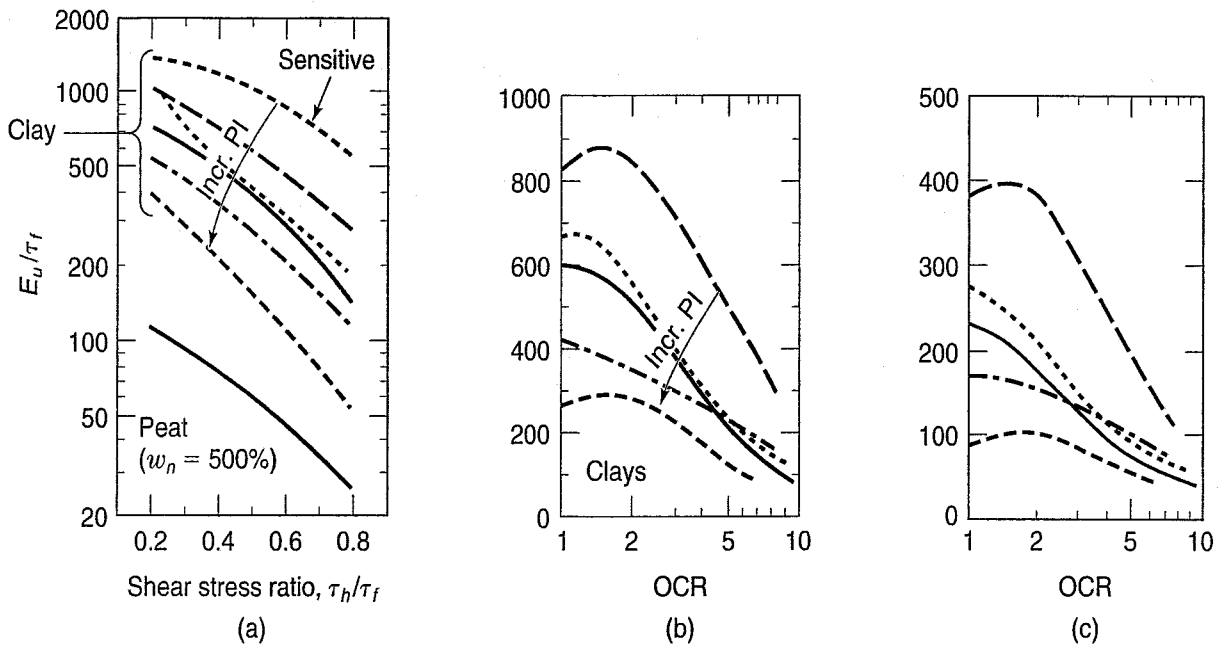 2000
1000
500
200
100
50
20
E_u/τ_f
Clay
Sensitive
Incr. PI
Peat
(w_n = 500%)
0.2 0.4 0.6 0.8
Shear stress ratio, τ_h/τ_f
(a)
1000
800
600
400
200
0
Incr. PI
Clays
1 2 5 10
OCR
(b)
500
400
300
200
100
0
1 2 5 10
OCR
(c)